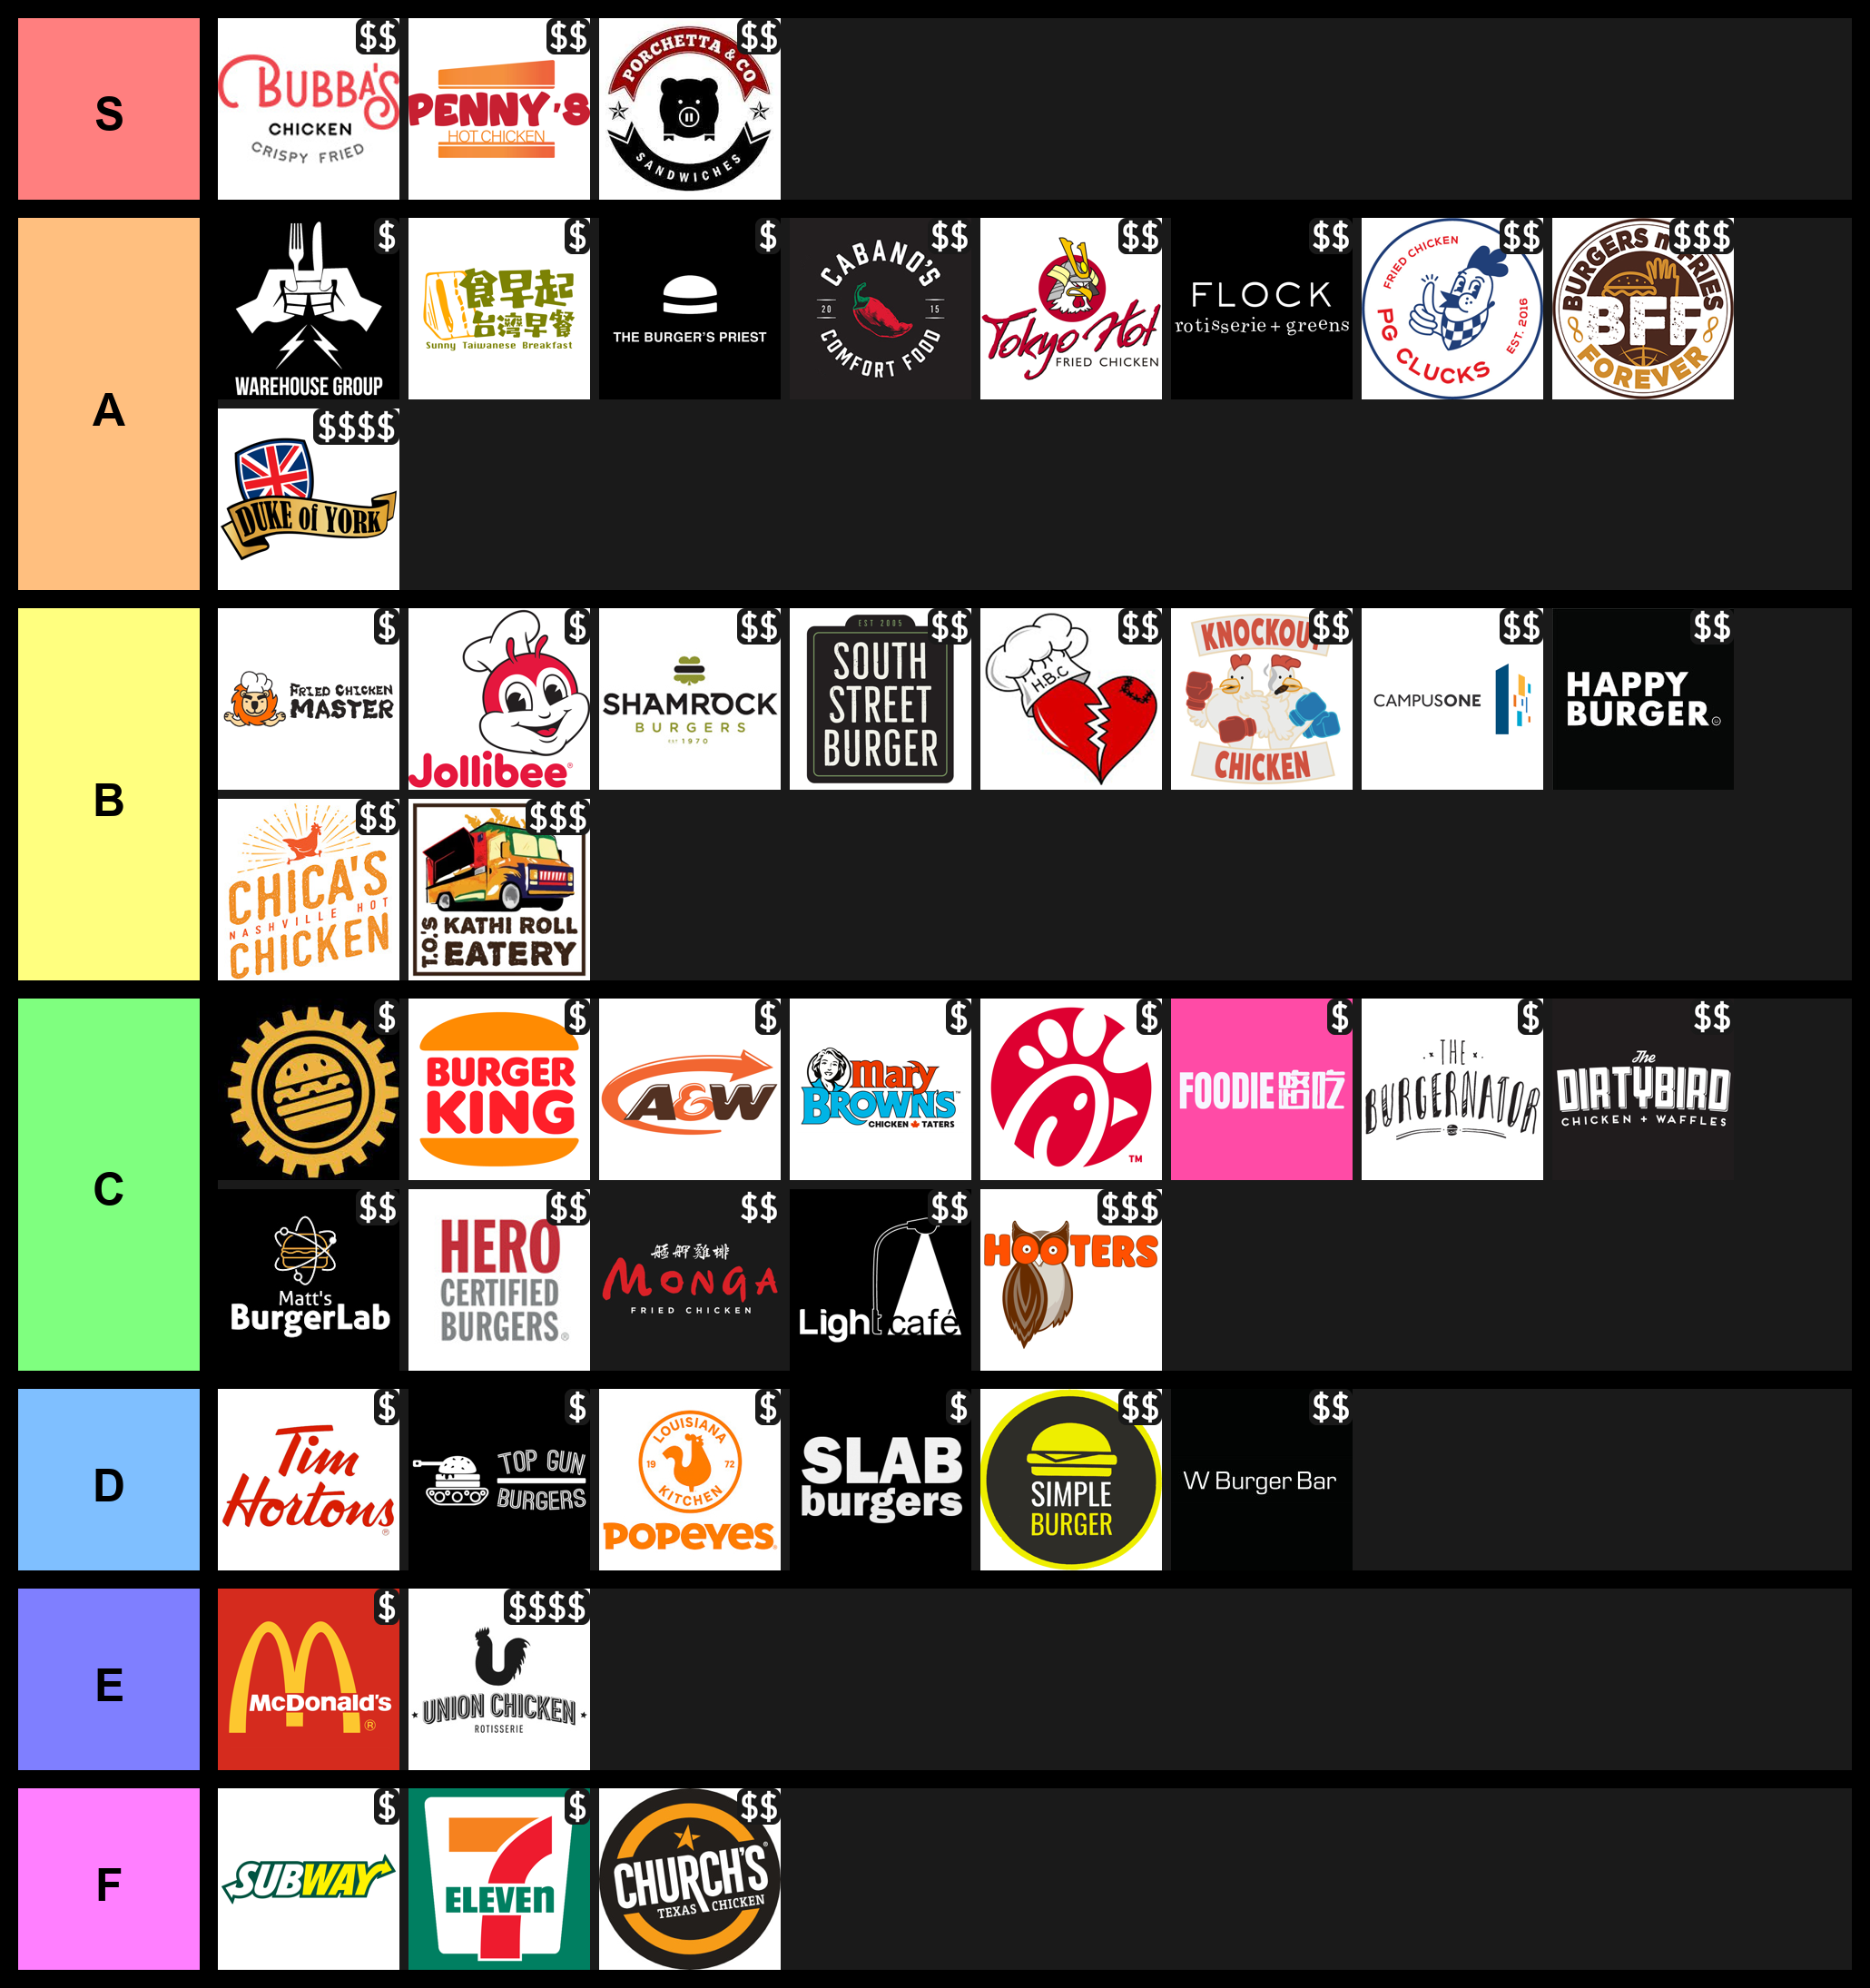 S
$$
BUBBA'S
CHICKEN
CRISPY FRIED
$$
PENNY'S
HOT CHICKEN
$$
PORCHETTA & CO
SANDWICHES
A
$
WAREHOUSE GROUP
$
食早起
台灣早餐
Sunny Taiwanese Breakfast
$
THE BURGER'S PRIEST
$$
CABANO'S
20 15
COMFORT FOOD
$$
Tokyo Hot
FRIED CHICKEN
$$
FLOCK
rotisserie + greens
$$
FRIED CHICKEN
PG CLUCKS
EST. 2016
$$$
BURGERS n' FRIES
BFF
FOREVER
$$$$
DUKE of YORK
B
$
FRIED CHICKEN
MASTER
$
Jollibee®
$$
SHAMROCK
BURGERS
EST 1970
$$
EST 2005
SOUTH
STREET
BURGER
$$
H.B.C
$$
KNOCKOUT
CHICKEN
$$
CAMPUSONE
$$
HAPPY
BURGER
$$
CHICA'S
NASHVILLE HOT
CHICKEN
$$$
T.O.'S
KATHI ROLL
EATERY
C
$
$
BURGER
KING
$
A&W
$
mary
BROWN'S™
CHICKEN TATERS
$
TM
$
FOODIE 嚐吃
$
THE
BURGERNATOR
$$
The
DIRTYBIRD
CHICKEN + WAFFLES
$$
Matt's
BurgerLab
$$
HERO
CERTIFIED
BURGERS®
$$
艋舺雞排
MONGA
FRIED CHICKEN
$$
Light café
$$$
HOOTERS
D
$
Tim
Hortons®
$
TOP GUN
BURGERS
$
LOUISIANA
19 72
KITCHEN
POPEYES
$
SLAB
burgers
$$
SIMPLE
BURGER
$$
W Burger Bar
E
$
McDonald's
®
$$$$
UNION CHICKEN
ROTISSERIE
F
$
SUBWAY
$
7
ELEVEn
$$
CHURCH'S®
TEXAS CHICKEN